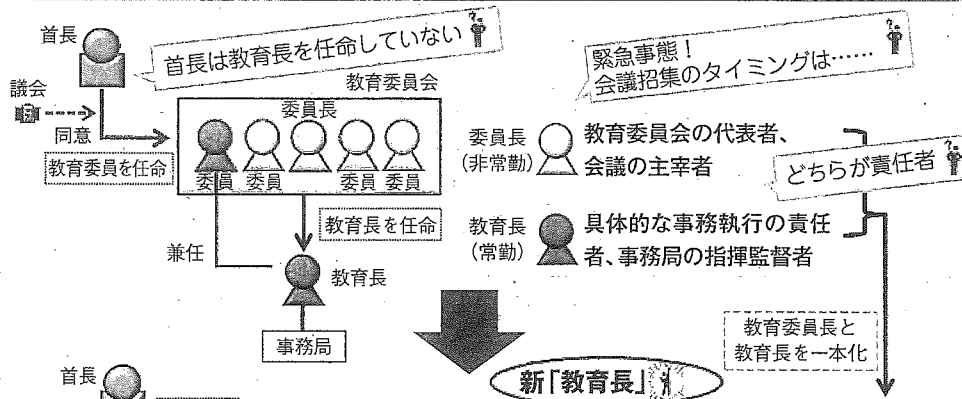 首長
首長は教育長を任命していない
議会
同意
教育委員を任命
教育委員会
委員長
委員
委員
委員
委員
教育長を任命
兼任
教育長
事務局
緊急事態！
会議招集のタイミングは……
委員長
(非常勤)
教育委員会の代表者、
会議の主宰者
どちらが責任者
教育長
(常勤)
具体的な事務執行の責任
者、事務局の指揮監督者
教育委員長と
教育長を一本化
新「教育長」
首長